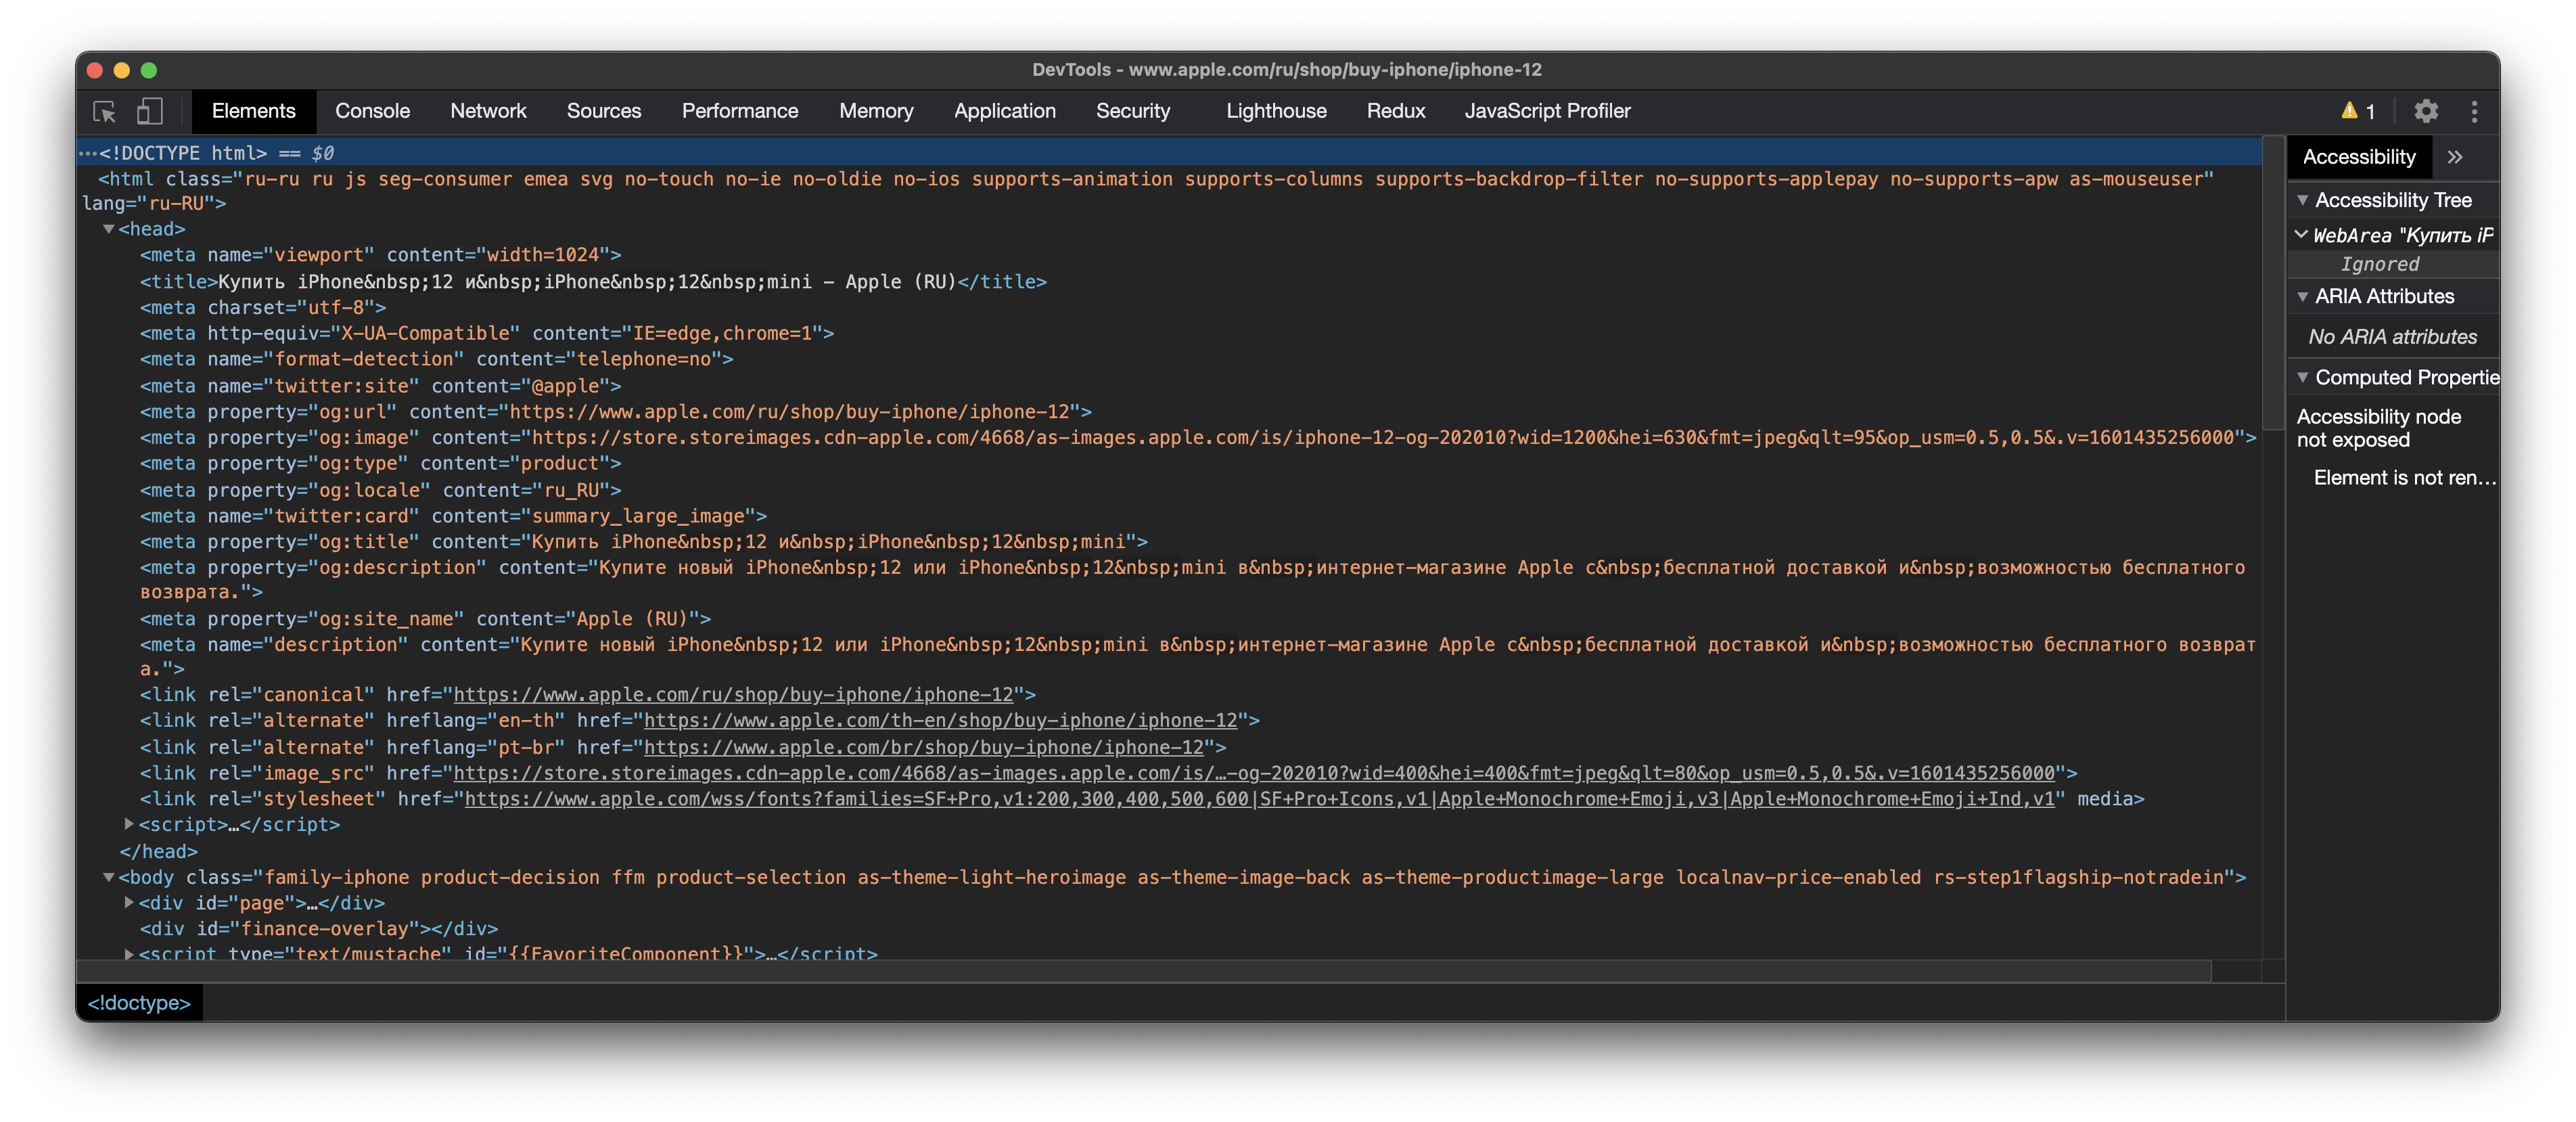 DevTools - www.apple.com/ru/shop/buy-iphone/iphone-12
Elements Console Network Sources Performance Memory Application Security Lighthouse Redux JavaScript Profiler 1
<!DOCTYPE html> == $0
<html class="ru-ru ru js seg-consumer emea svg no-touch no-ie no-oldie no-ios supports-animation supports-columns supports-backdrop-filter no-supports-applepay no-supports-apw as-mouseuser"
lang="ru-RU">
<head>
<meta name="viewport" content="width=1024">
<title>Купить iPhone&nbsp;12 и&nbsp;iPhone&nbsp;12&nbsp;mini - Apple (RU)</title>
<meta charset="utf-8">
<meta http-equiv="X-UA-Compatible" content="IE=edge,chrome=1">
<meta name="format-detection" content="telephone=no">
<meta name="twitter:site" content="@apple">
<meta property="og:url" content="https://www.apple.com/ru/shop/buy-iphone/iphone-12">
<meta property="og:image" content="https://store.storeimages.cdn-apple.com/4668/as-images.apple.com/is/iphone-12-og-202010?wid=1200&hei=630&fmt=jpeg&qlt=95&op_usm=0.5,0.5&.v=1601435256000">
<meta property="og:type" content="product">
<meta property="og:locale" content="ru_RU">
<meta name="twitter:card" content="summary_large_image">
<meta property="og:title" content="Купить iPhone&nbsp;12 и&nbsp;iPhone&nbsp;12&nbsp;mini">
<meta property="og:description" content="Купите новый iPhone&nbsp;12 или iPhone&nbsp;12&nbsp;mini в&nbsp;интернет-магазине Apple с&nbsp;бесплатной доставкой и&nbsp;возможностью бесплатного
возврата.">
<meta property="og:site_name" content="Apple (RU)">
<meta name="description" content="Купите новый iPhone&nbsp;12 или iPhone&nbsp;12&nbsp;mini в&nbsp;интернет-магазине Apple с&nbsp;бесплатной доставкой и&nbsp;возможностью бесплатного возврат
а.">
<link rel="canonical" href="https://www.apple.com/ru/shop/buy-iphone/iphone-12">
<link rel="alternate" hreflang="en-th" href="https://www.apple.com/th-en/shop/buy-iphone/iphone-12">
<link rel="alternate" hreflang="pt-br" href="https://www.apple.com/br/shop/buy-iphone/iphone-12">
<link rel="image_src" href="https://store.storeimages.cdn-apple.com/4668/as-images.apple.com/is/…-og-202010?wid=400&hei=400&fmt=jpeg&qlt=80&op_usm=0.5,0.5&.v=1601435256000">
<link rel="stylesheet" href="https://www.apple.com/wss/fonts?families=SF+Pro,v1:200,300,400,500,600|SF+Pro+Icons,v1|Apple+Monochrome+Emoji,v3|Apple+Monochrome+Emoji+Ind,v1" media>
<script>…</script>
</head>
<body class="family-iphone product-decision ffm product-selection as-theme-light-heroimage as-theme-image-back as-theme-productimage-large localnav-price-enabled rs-step1flagship-notradein">
<div id="page">…</div>
<div id="finance-overlay"></div>
<script type="text/mustache" id="{{FavoriteComponent}}">…</script>
<!doctype>
Accessibility
Accessibility Tree
WebArea "Купить iP
Ignored
ARIA Attributes
No ARIA attributes
Computed Propertie
Accessibility node
not exposed
Element is not ren…